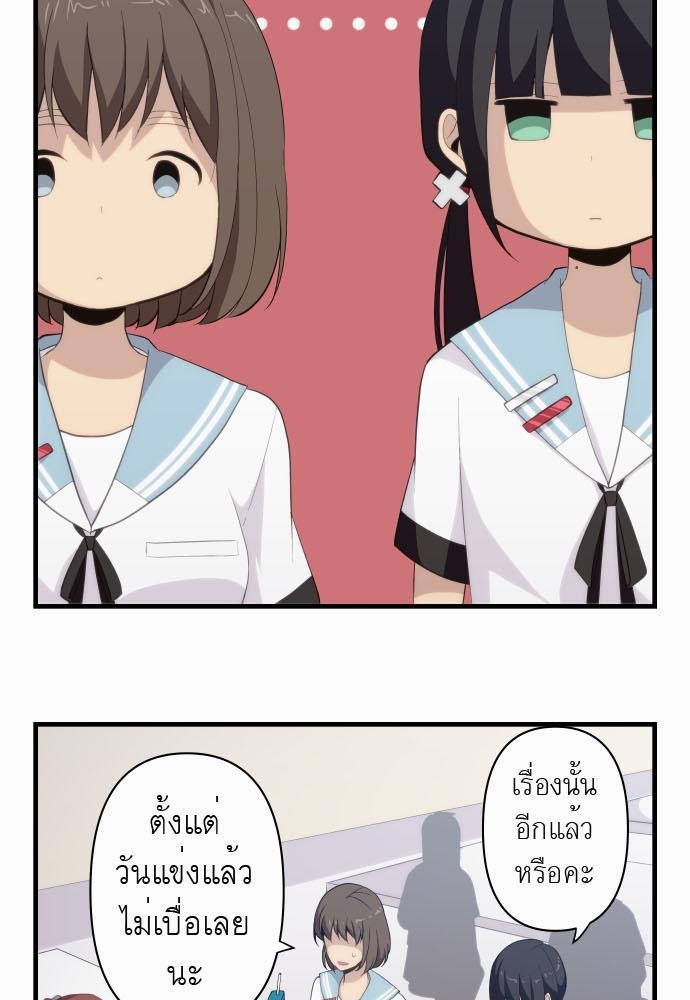 เรื่องนั้น
อีกแล้ว
หรือคะ
ตั้งแต่
วันแข่งแล้ว
ไม่เบื่อเลย
นะ